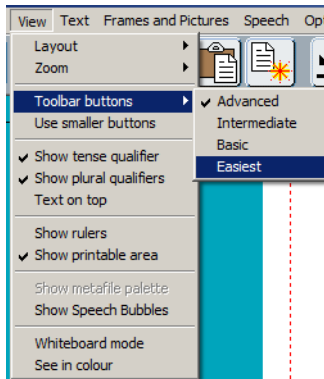 View Text Frames and Pictures Speech
Layout
Zoom
Toolbar buttons
Use smaller buttons
Show tense qualifier
Show plural qualifiers
Text on top
Show rulers
Show printable area
Show metafile palette
Show Speech Bubbles
Whiteboard mode
See in colour
Advanced
Intermediate
Basic
Easiest